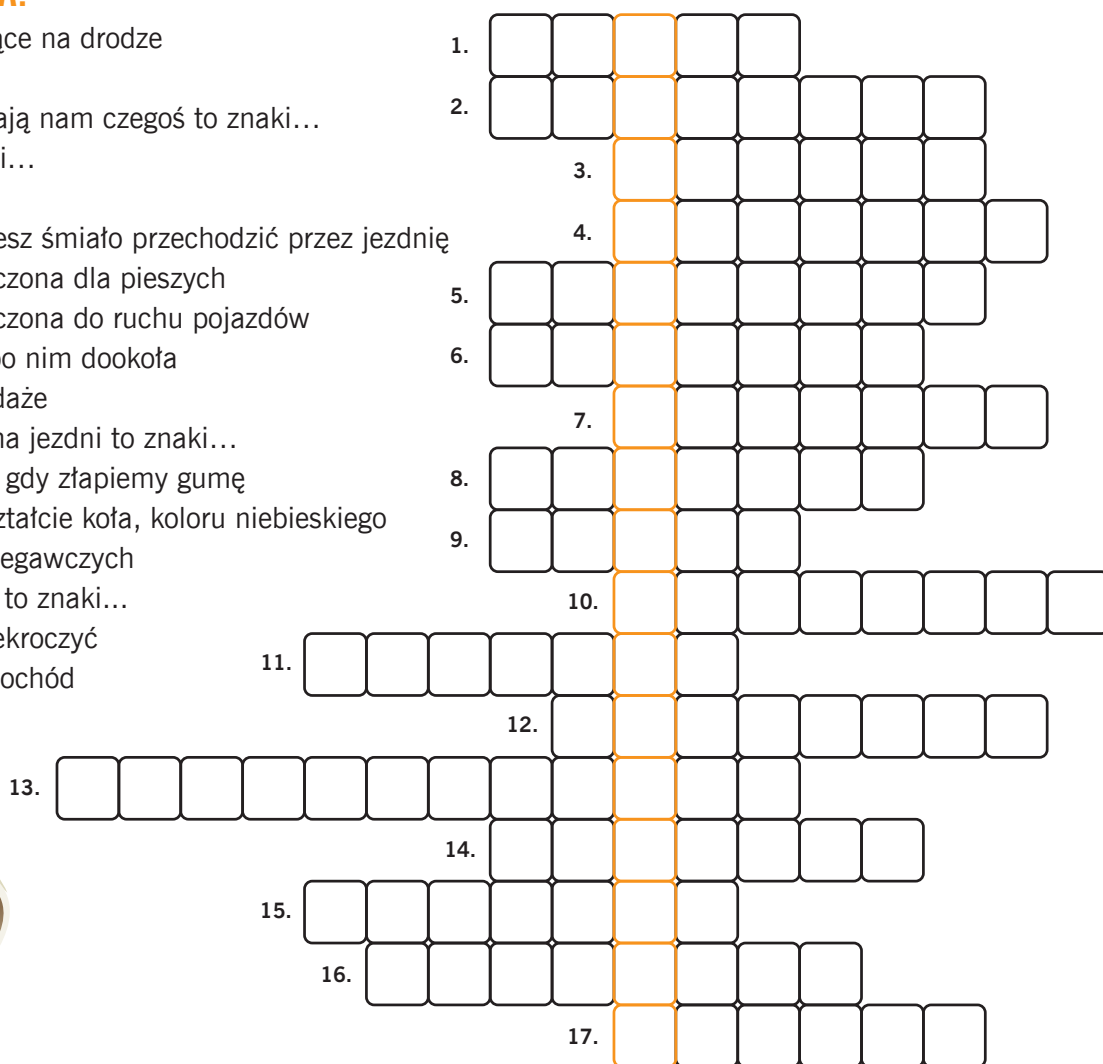 A:
ące na drodze
ają nam czegoś to znaki…
i…
esz śmiało przechodzić przez jezdnię
czona dla pieszych
czona do ruchu pojazdów
po nim dookoła
daże
na jezdni to znaki…
gdy złapiemy gumę
ształcie koła, koloru niebieskiego
egawczych
to znaki…
ekroczyć
ochód
1.
2.
3.
4.
5.
6.
7.
8.
9.
10.
11.
12.
13.
14.
15.
16.
17.